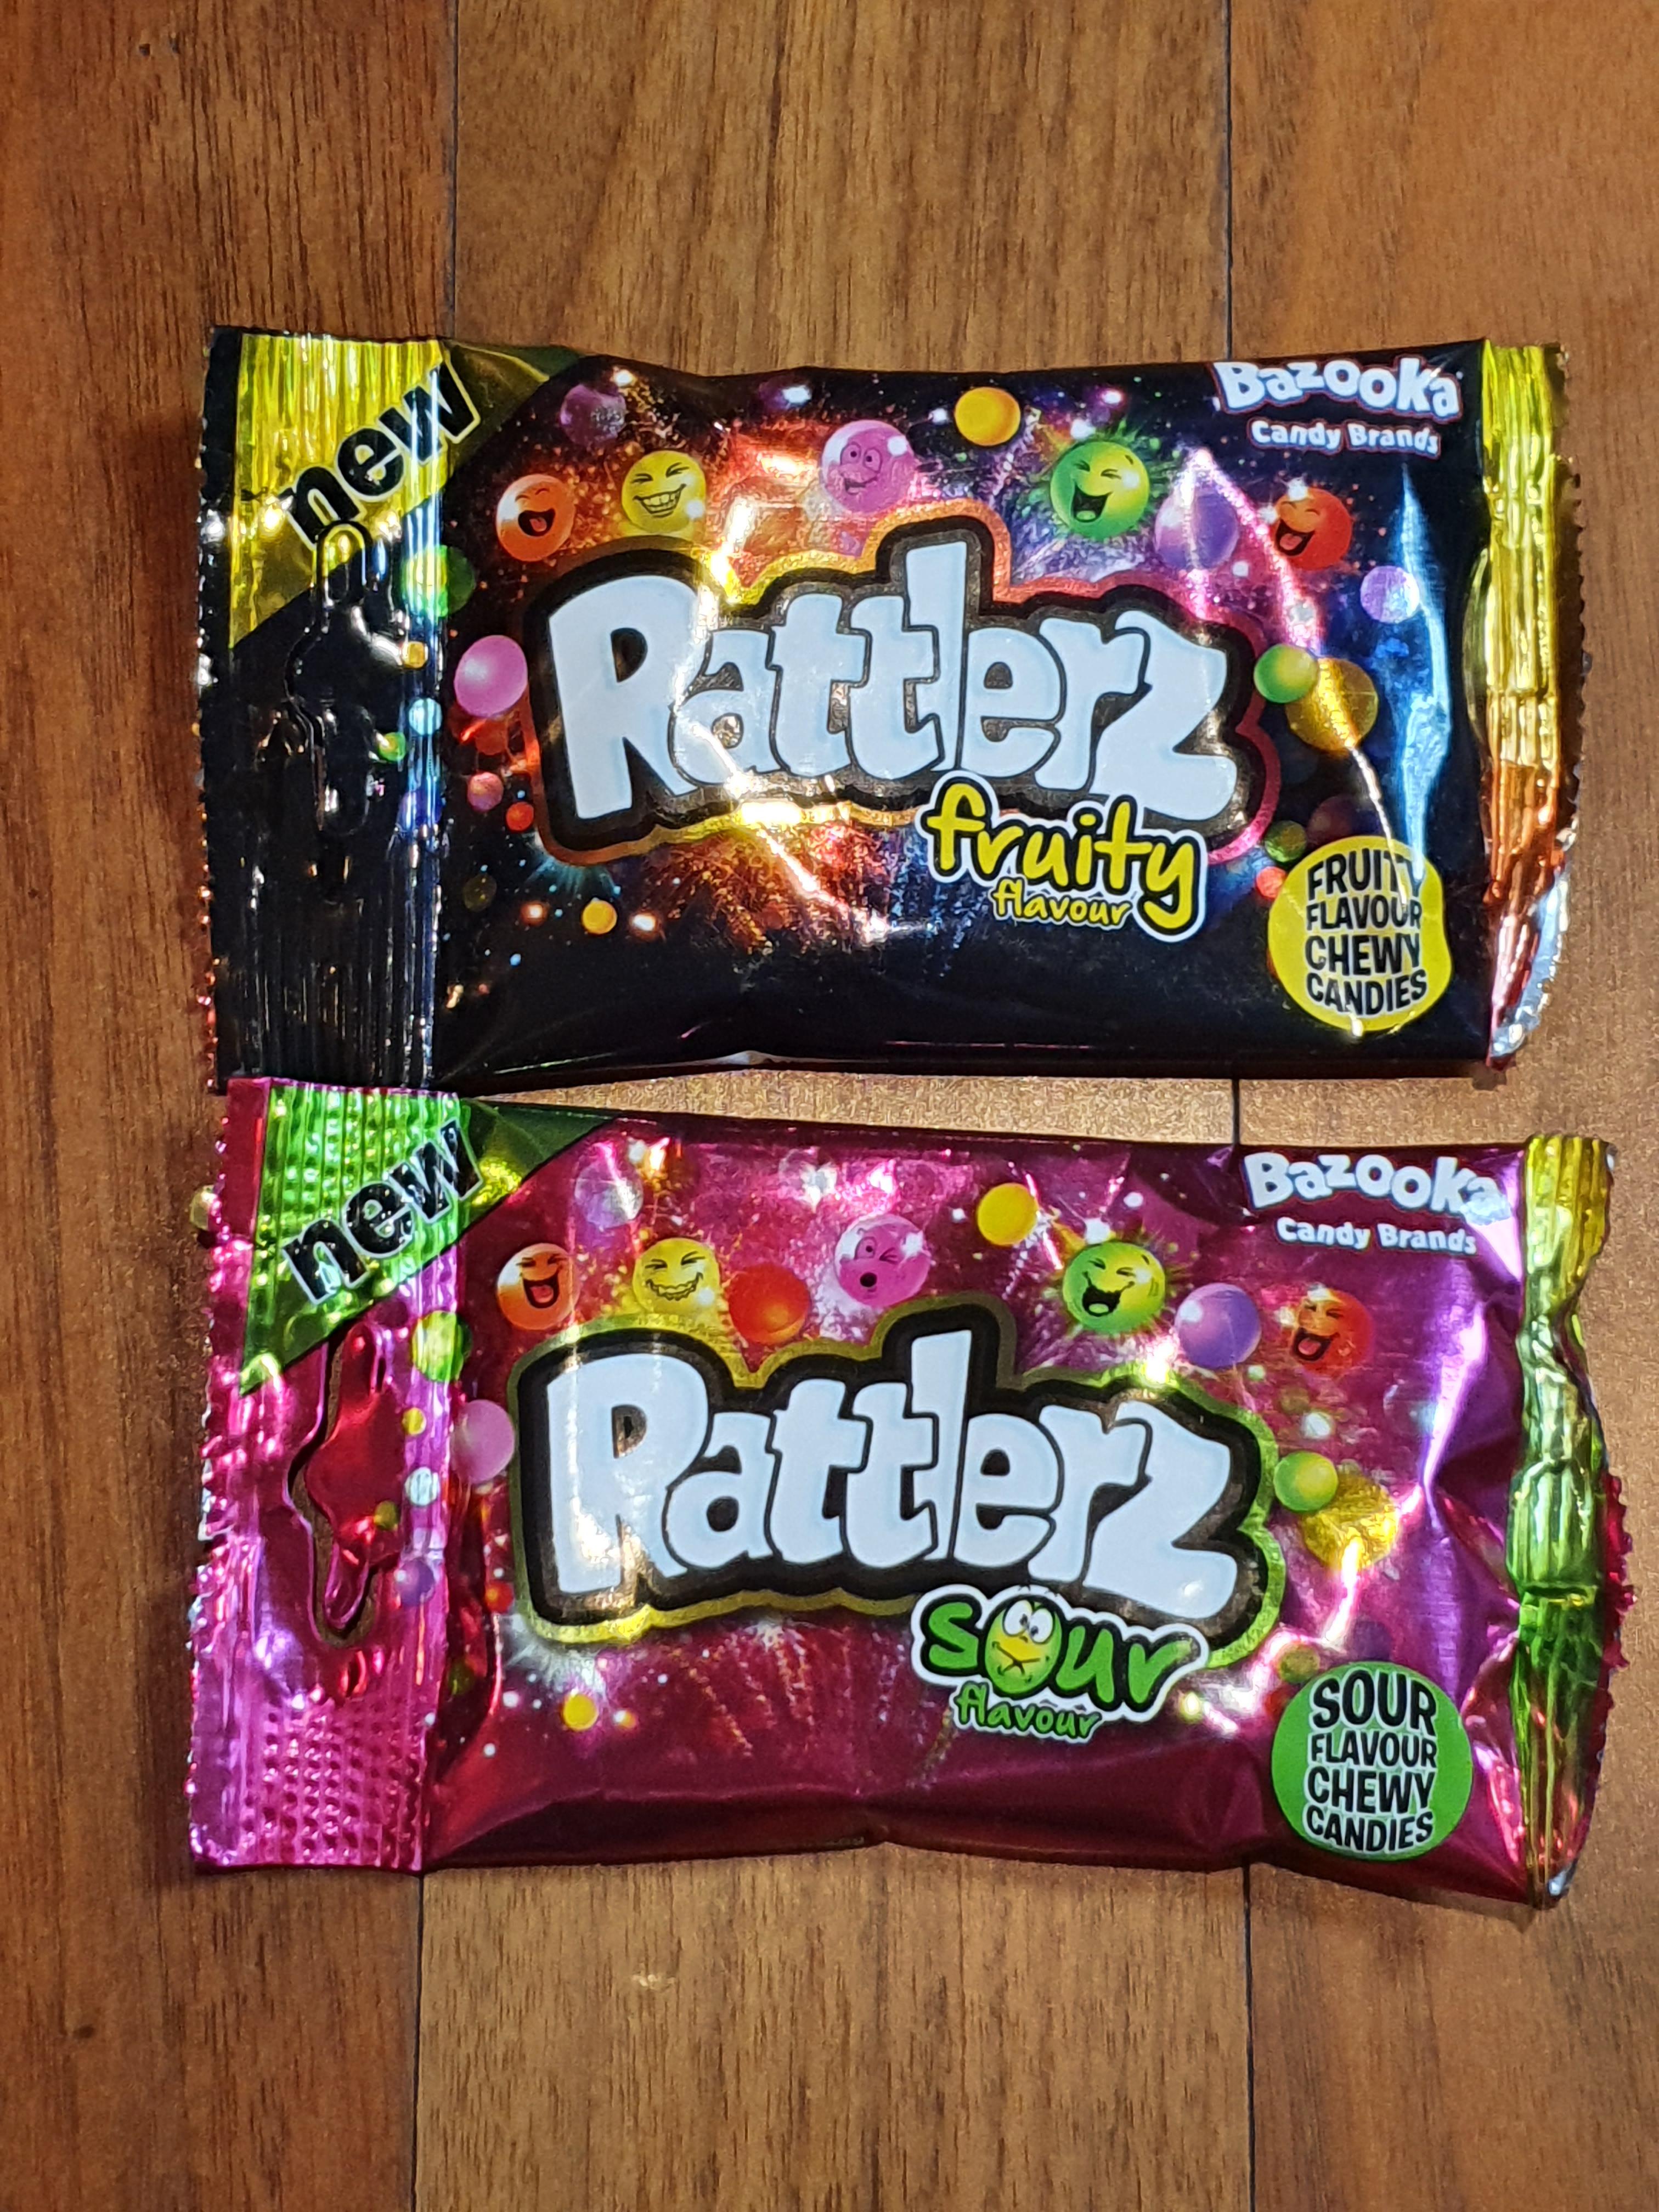 new
Bazooka
Candy Brands
Rattlerz
fruity
flavour
FRUITY
FLAVOUR
CHEWY
CANDIES
new
Bazooka
Candy Brands
Rattlerz
sour
flavour
SOUR
FLAVOUR
CHEWY
CANDIES